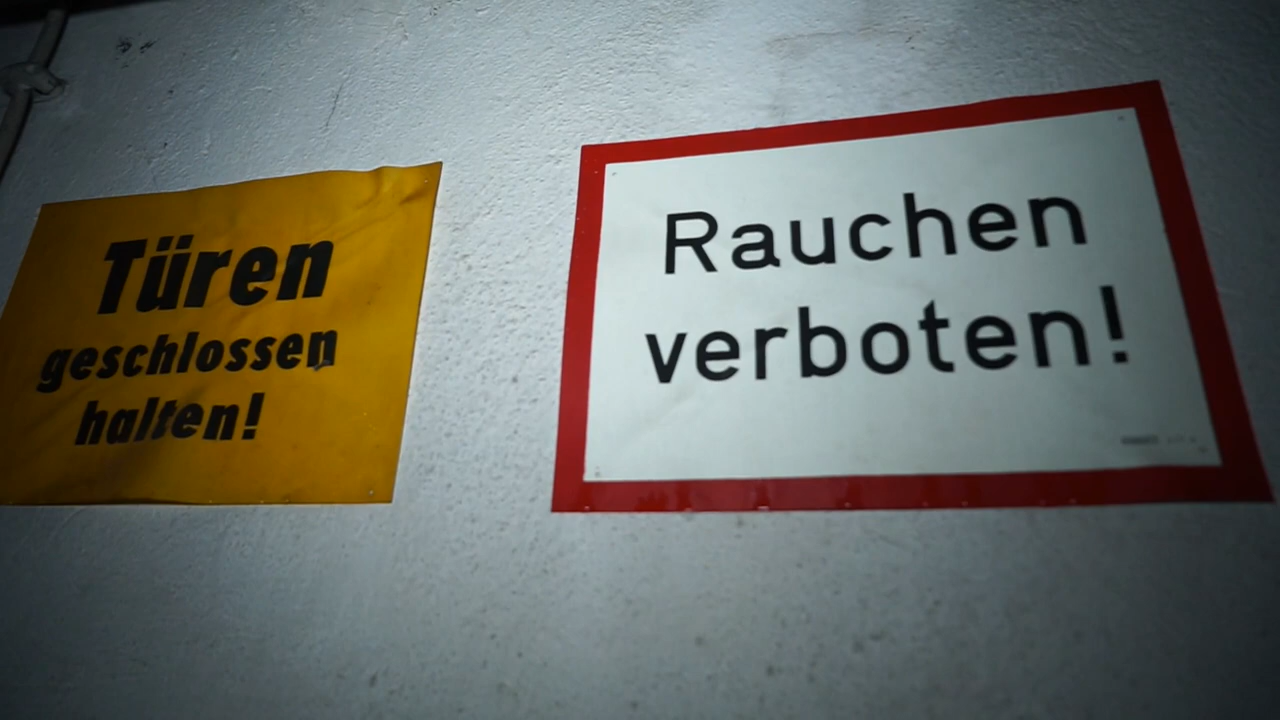 Türen
geschlossen
halten!
Rauchen
verboten!